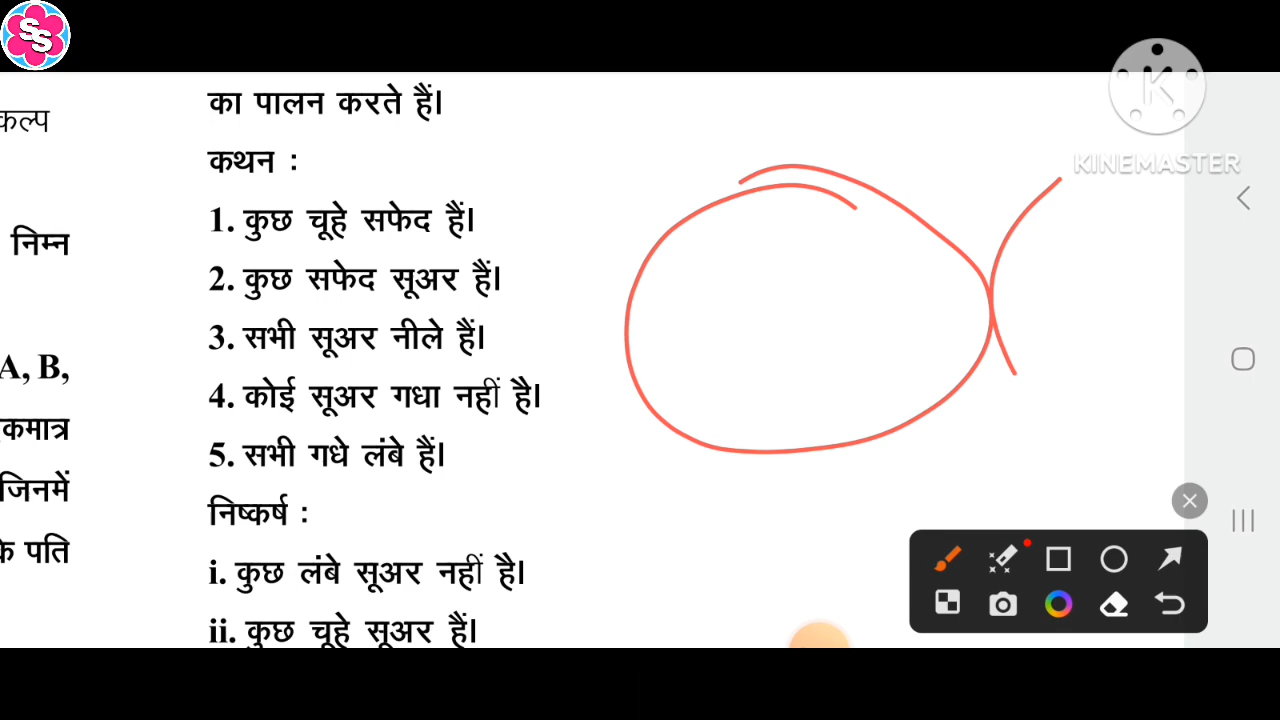 SS
KINEMASTER
कल्प
निम्न
A, B,
कमात्र
जिनमें
के पति
का पालन करते हैं।
कथन :
1. कुछ चूहे सफेद हैं।
2. कुछ सफेद सूअर हैं।
3. सभी सूअर नीले हैं।
4. कोई सूअर गधा नहीं है।
5. सभी गधे लंबे हैं।
निष्कर्ष :
i. कुछ लंबे सूअर नहीं है।
ii. कुछ चूहे सूअर हैं।